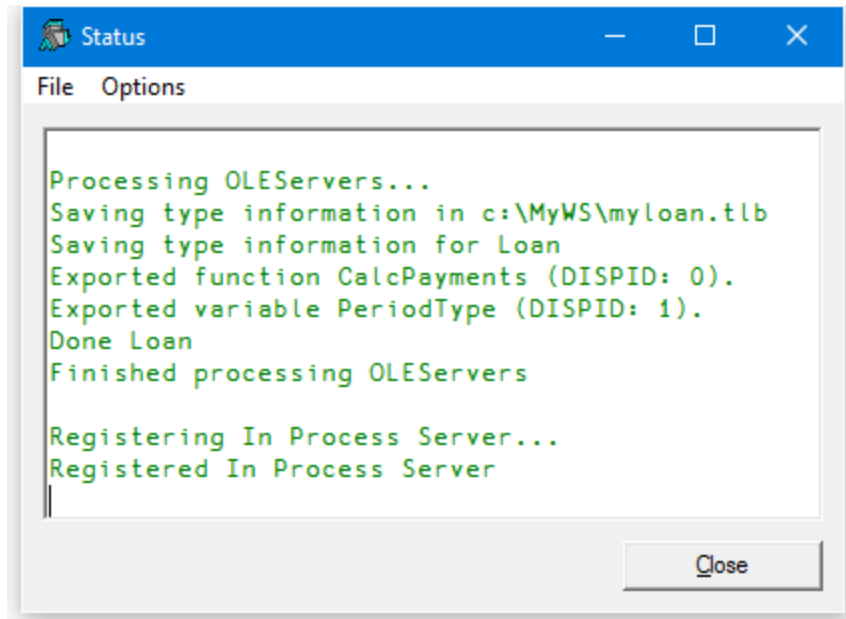 Status
File Options
Processing OLEServers...
Saving type information in c:\MyWS\myloan.tlb
Saving type information for Loan
Exported function CalcPayments (DISPID: 0).
Exported variable PeriodType (DISPID: 1).
Done Loan
Finished processing OLEServers
Registering In Process Server...
Registered In Process Server
Close